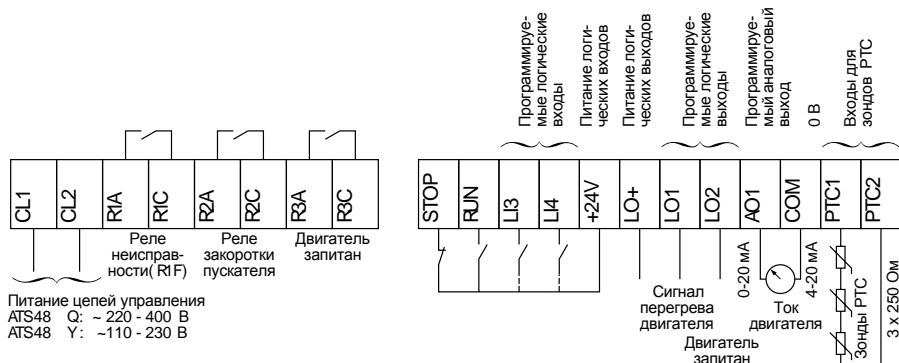 CL1
CL2
R1A
R1C
R2A
R2C
R3A
R3C
Реле
неисправ-
ности( R1F)
Реле
закоротки
пускателя
Двигатель
запитан
Питание цепей управления
ATS48 Q: ~ 220 - 400 В
ATS48 Y: ~110 - 230 В
Программируе-
мые логические
входы
Питание логи-
ческих входов
Питание логи-
ческих выходов
Программируе-
мые логические
выходы
Программируе-
мый аналоговый
выход
0 В
Входы для
зондов PTC
STOP
RUN
LI3
LI4
+24V
LO+
LO1
LO2
AO1
COM
PTC1
PTC2
Сигнал
перегрева
двигателя
Двигатель
запитан
0-20 мА
4-20 мА
Ток
двигателя
Зонды PTC
3 x 250 Ом